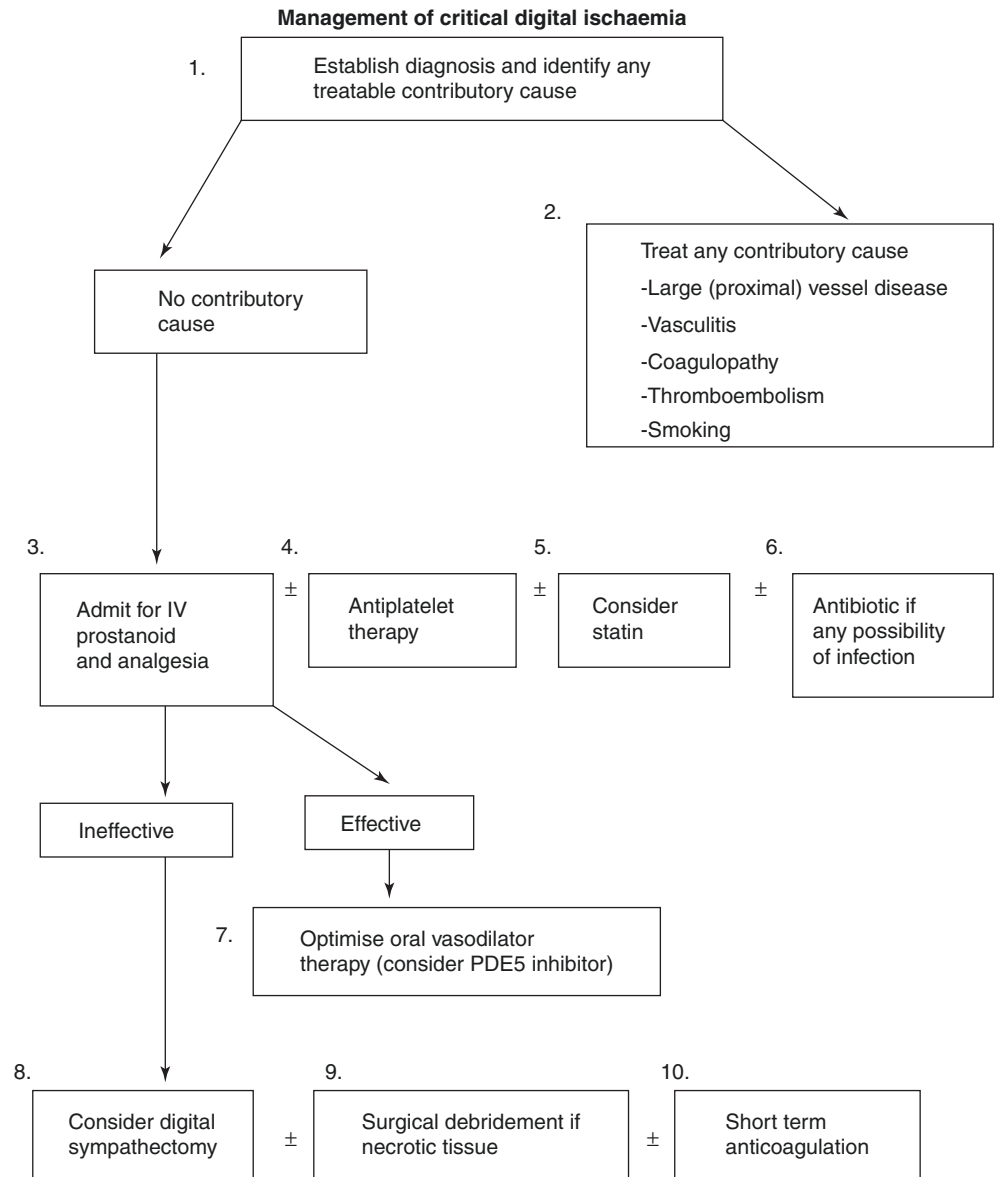 Management of critical digital ischaemia
1.
Establish diagnosis and identify any
treatable contributory cause
2.
Treat any contributory cause
-Large (proximal) vessel disease
-Vasculitis
-Coagulopathy
-Thromboembolism
-Smoking
No contributory
cause
3.
Admit for IV
prostanoid
and analgesia
±
4.
Antiplatelet
therapy
±
5.
Consider
statin
±
6.
Antibiotic if
any possibility
of infection
Ineffective
Effective
7.
Optimise oral vasodilator
therapy (consider PDE5 inhibitor)
8.
Consider digital
sympathectomy
±
9.
Surgical debridement if
necrotic tissue
±
10.
Short term
anticoagulation